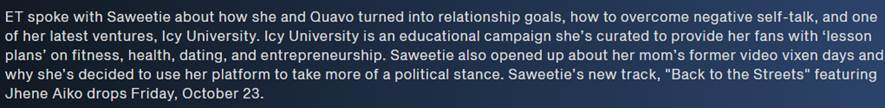 ET spoke with Saweetie about how she and Quavo turned into relationship goals, how to overcome negative self-talk, and one
of her latest ventures, Icy University. Icy University is an educational campaign she’s curated to provide her fans with ‘lesson
plans’ on fitness, health, dating, and entrepreneurship. Saweetie also opened up about her mom’s former video vixen days and
why she’s decided to use her platform to take more of a political stance. Saweetie’s new track, "Back to the Streets" featuring
Jhene Aiko drops Friday, October 23.